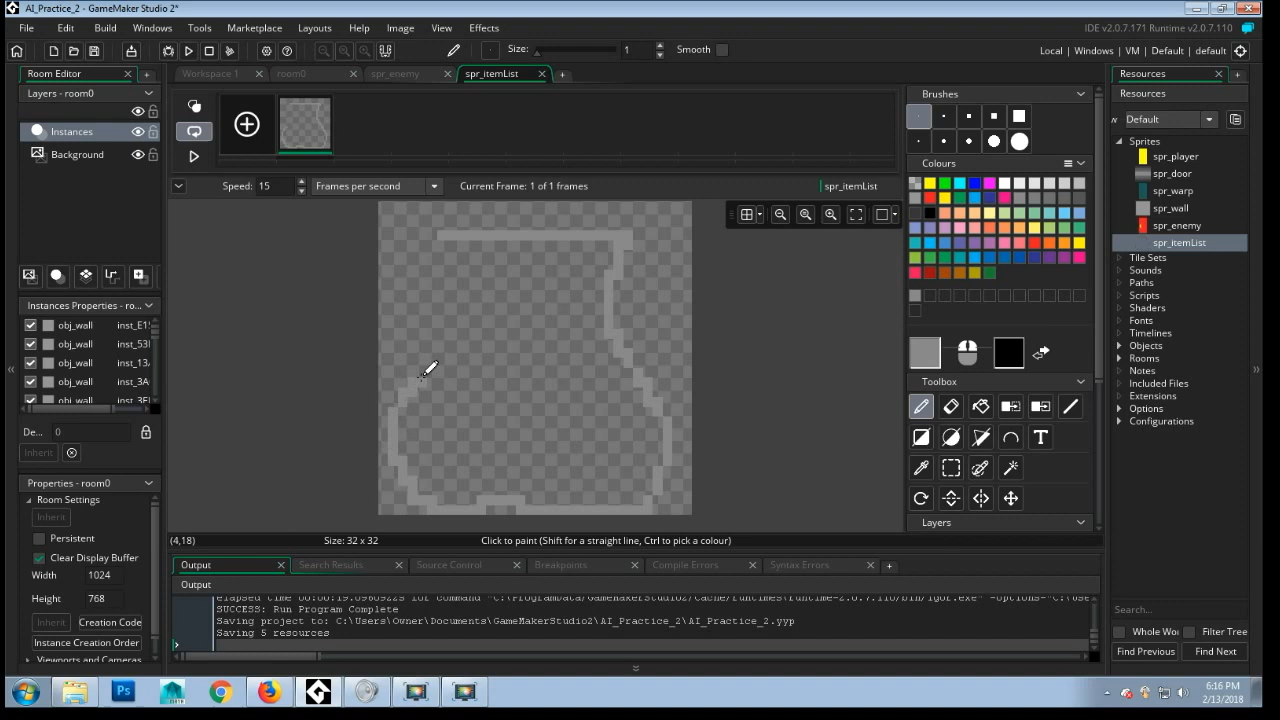 AI_Practice_2 - GameMaker Studio 2*
File Edit Build Windows Tools Marketplace Layouts Help Image View Effects
IDE v2.0.7.171 Runtime v2.0.7.110
Size: 1 Smooth
Local | Windows | VM | Default | default
Room Editor
Workspace 1 room0 spr_enemy spr_itemList
Resources
Layers - room0
Brushes
Resources
Default
Instances
Background
Sprites
spr_player
spr_door
spr_warp
spr_wall
spr_enemy
spr_itemList
Tile Sets
Sounds
Paths
Scripts
Shaders
Fonts
Timelines
Objects
Rooms
Notes
Included Files
Extensions
Options
Configurations
Colours
Speed: 15 Frames per second Current Frame: 1 of 1 frames spr_itemList
Instances Properties - ro...
obj_wall inst_E1
obj_wall inst_53
obj_wall inst_13
obj_wall inst_3A
obj_wall
De... 0
Inherit
Toolbox
Properties - room0
Room Settings
Inherit
Persistent
Clear Display Buffer
Width 1024
Height 768
Inherit Creation Code
Instance Creation Order
Viewports and Cameras
Layers
(4,18) Size: 32 x 32 Click to paint (Shift for a straight line, Ctrl to pick a colour)
Output Search Results Source Control Breakpoints Compile Errors Syntax Errors
Output
SUCCESS: Run Program Complete
Saving project to: C:\Users\Owner\Documents\GameMakerStudio2\AI_Practice_2\AI_Practice_2.yyp
Saving 5 resources
Search...
Whole Wo Filter Tree
Find Previous Find Next
Ps
6:16 PM
2/13/2018